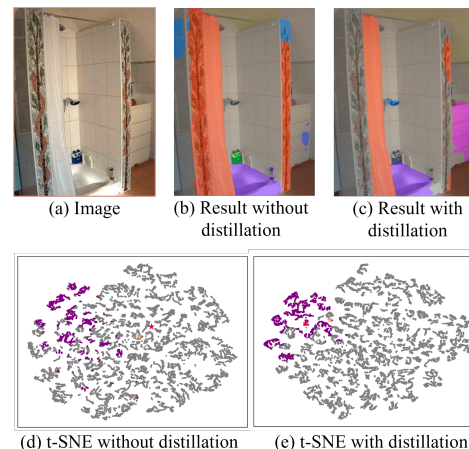 (a) Image
(b) Result without
distillation
(c) Result with
distillation
(d) t-SNE without distillation
(e) t-SNE with distillation